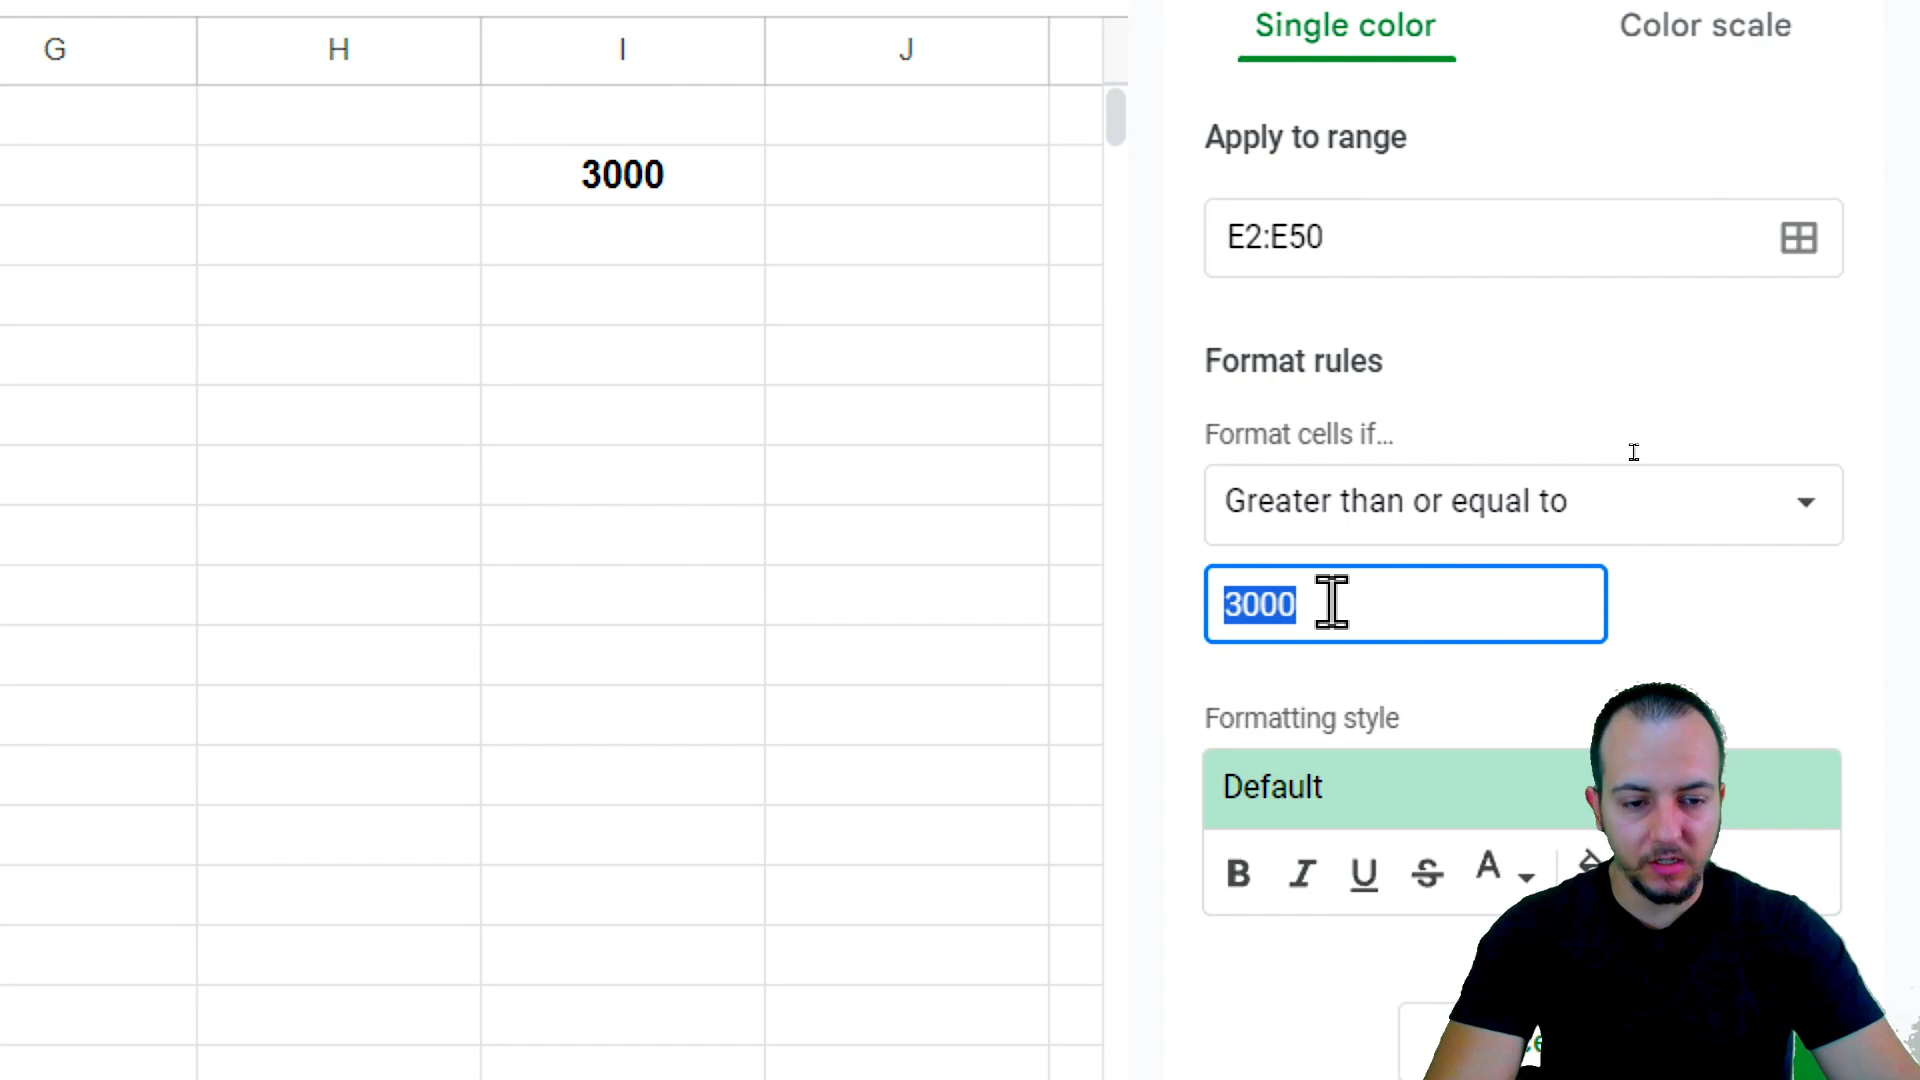 G H I J
3000
Single color Color scale
Apply to range
E2:E50
Format rules
Format cells if...
Greater than or equal to
3000
Formatting style
Default
B I U S A